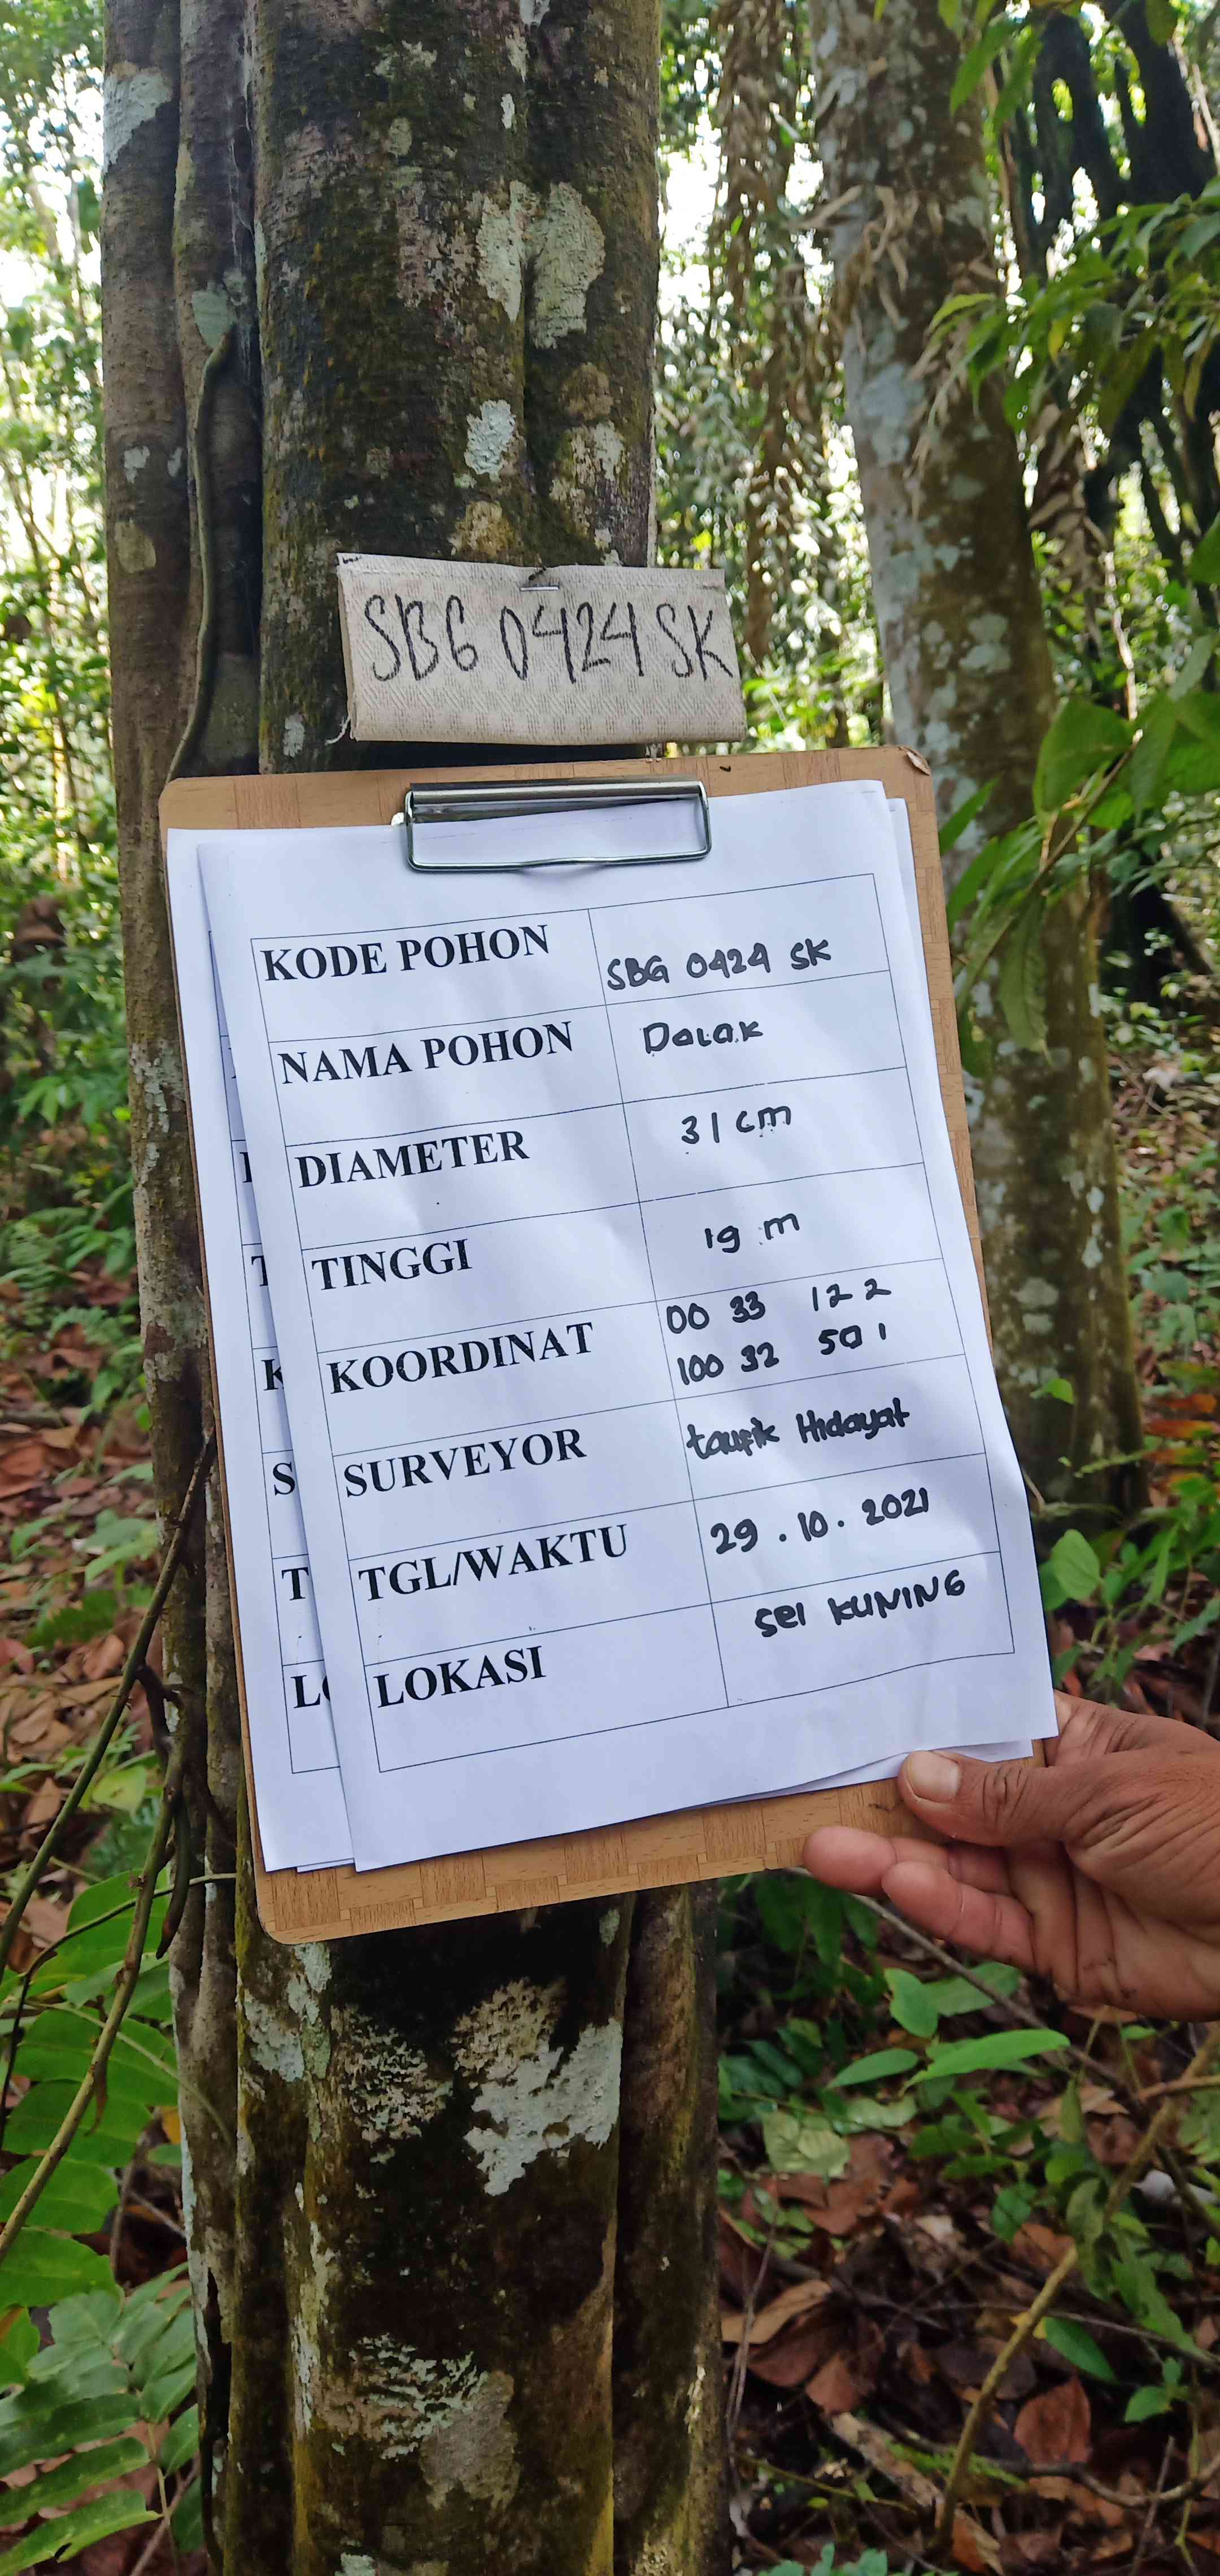 SBG 0424 SK
KODE POHON SBG 0424 SK
NAMA POHON Dalak
DIAMETER 31 cm
TINGGI 19 m
KOORDINAT 00 33 12 2
100 32 50 1
SURVEYOR taufik Hidayat
TGL/WAKTU 29 . 10 . 2021
LOKASI sei KUNING